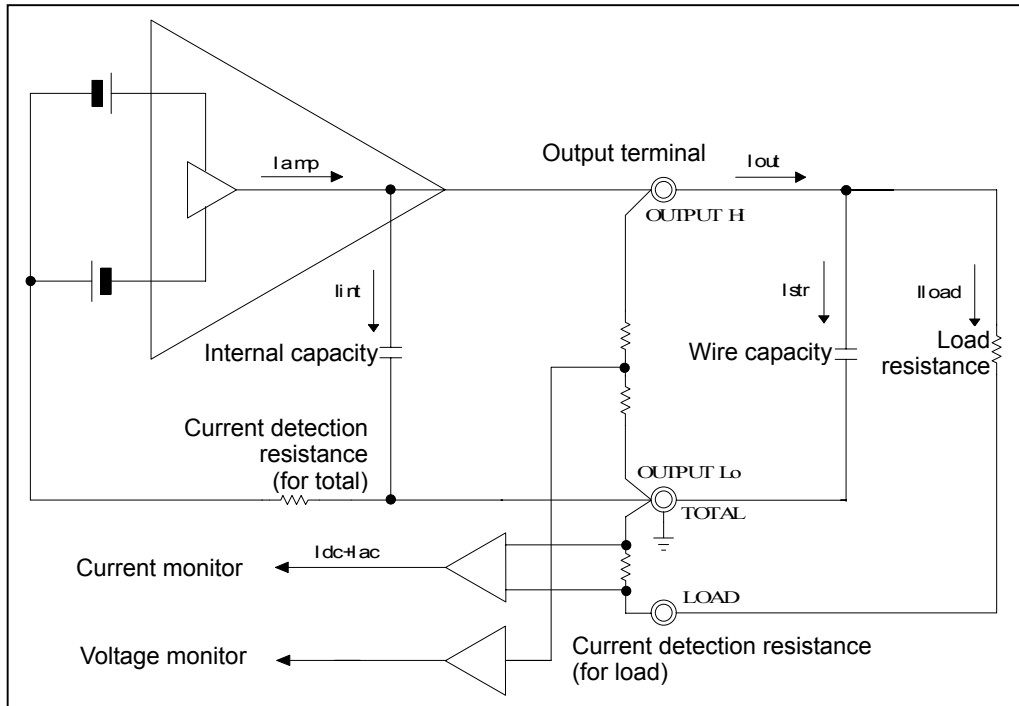 Output terminal
Iamp
Iout
OUTPUT H
Iint
Istr
Iload
Internal capacity
Wire capacity
Load
resistance
Current detection
resistance
(for total)
OUTPUT Lo
TOTAL
Idc+Iac
Current monitor
LOAD
Voltage monitor
Current detection resistance
(for load)